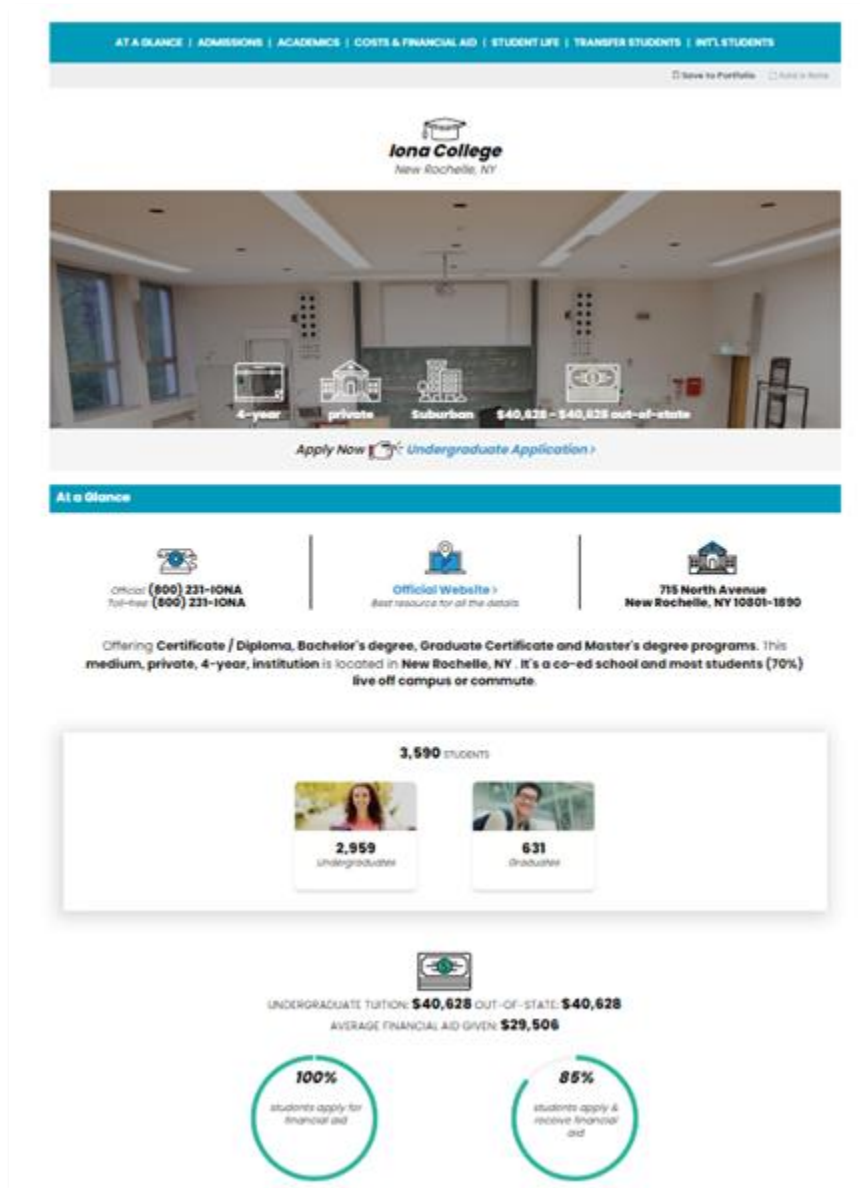 AT A GLANCE | ADMISSIONS | ACADEMICS | COSTS & FINANCIAL AID | STUDENT LIFE | TRANSFER STUDENTS | INT'L STUDENTS
Save to Portfolio
Iona College
New Rochelle, NY
4-year private Suburban $40,628 - $40,628 out-of-state
Apply Now Undergraduate Application >
At a Glance
Official (800) 231-IONA
Toll-free (800) 231-IONA
Official Website >
Best resource for all the details
715 North Avenue
New Rochelle, NY 10801-1890
Offering Certificate / Diploma, Bachelor's degree, Graduate Certificate and Master's degree programs. This
medium, private, 4-year, institution is located in New Rochelle, NY . It's a co-ed school and most students (70%)
live off campus or commute.
3,590 STUDENTS
2,959
Undergraduates
631
Graduates
UNDERGRADUATE TUITION: $40,628 OUT-OF-STATE: $40,628
AVERAGE FINANCIAL AID GIVEN: $29,506
100%
students apply for
financial aid
85%
students apply &
receive financial
aid